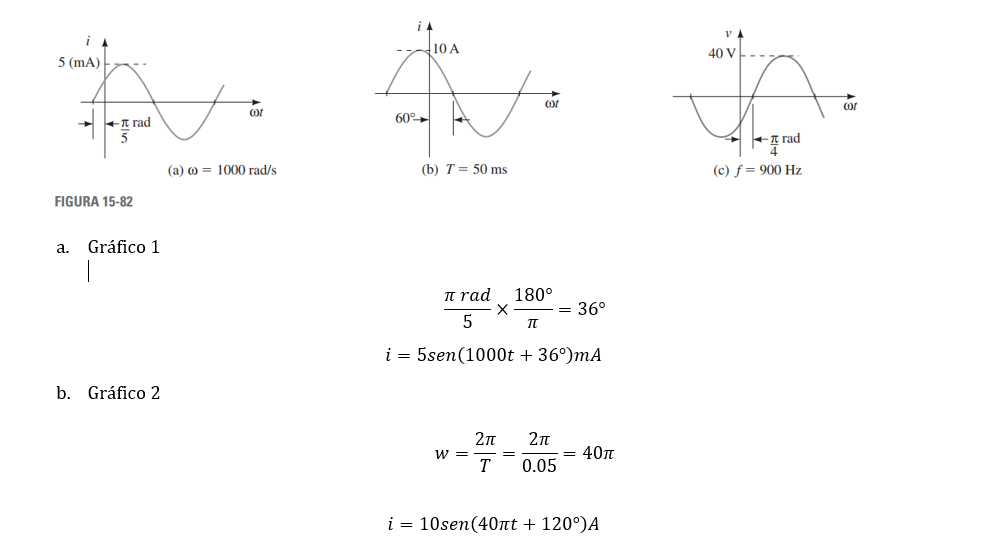 i
5 (mA)
ωt
π/5 rad
(a) ω = 1000 rad/s
i
10 A
ωt
60°
(b) T = 50 ms
v
40 V
ωt
π/4 rad
(c) f = 900 Hz
FIGURA 15-82
a. Gráfico 1
π rad/5 × 180°/π = 36°
i = 5sen(1000t + 36°)mA
b. Gráfico 2
w = 2π/T = 2π/0.05 = 40π
i = 10sen(40πt + 120°)A